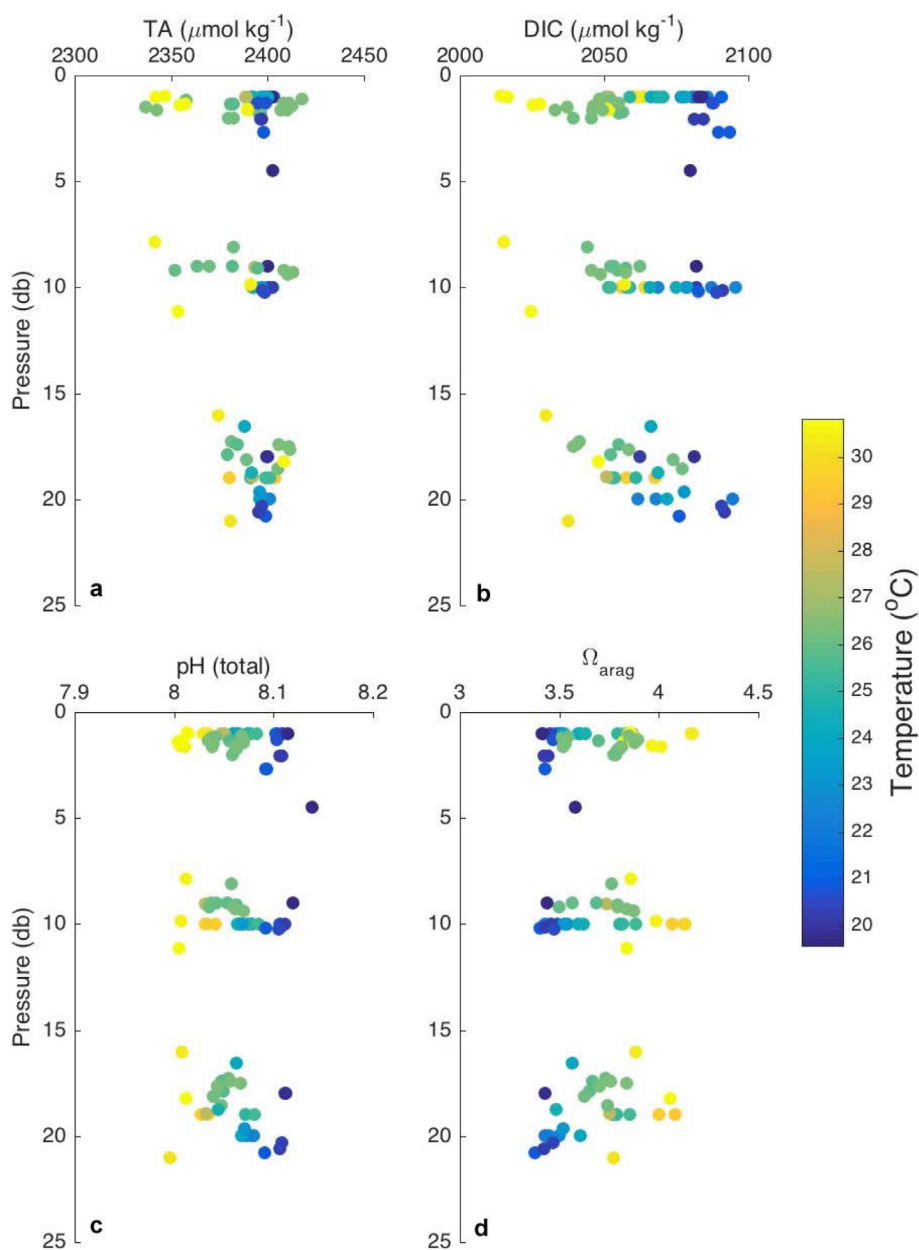 TA (μmol kg⁻¹)
2300 2350 2400 2450
DIC (μmol kg⁻¹)
2000 2050 2100
0
5
10
15
20
25
Pressure (db)
a
0
5
10
15
20
25
b
pH (total)
7.9 8 8.1 8.2
Ωarag
3 3.5 4 4.5
0
5
10
15
20
25
Pressure (db)
c
0
5
10
15
20
25
d
30
29
28
27
26
25
24
23
22
21
20
Temperature (°C)